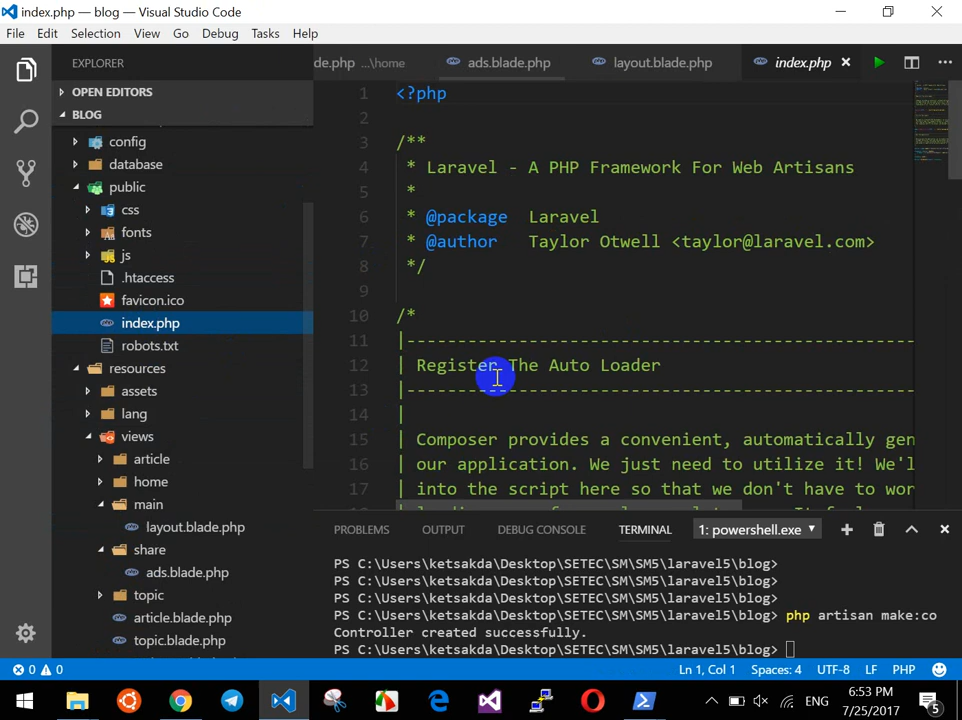 index.php — blog — Visual Studio Code
File Edit Selection View Go Debug Tasks Help
EXPLORER
OPEN EDITORS
BLOG
config
database
public
css
fonts
js
.htaccess
favicon.ico
index.php
robots.txt
resources
assets
lang
views
article
home
main
layout.blade.php
share
ads.blade.php
topic
article.blade.php
topic.blade.php
de.php ...\home ads.blade.php layout.blade.php index.php
1 <?php
2
3 /**
4 * Laravel - A PHP Framework For Web Artisans
5 *
6 * @package  Laravel
7 * @author   Taylor Otwell <taylor@laravel.com>
8 */
9
10 /*
11 |--------------------------------------------------
12 | Register The Auto Loader
13 |--------------------------------------------------
14 |
15 | Composer provides a convenient, automatically gen
16 | our application. We just need to utilize it! We'l
17 | into the script here so that we don't have to wor
PROBLEMS OUTPUT DEBUG CONSOLE TERMINAL 1: powershell.exe
PS C:\Users\ketsakda\Desktop\SETEC\SM\SM5\laravel5\blog>
PS C:\Users\ketsakda\Desktop\SETEC\SM\SM5\laravel5\blog>
PS C:\Users\ketsakda\Desktop\SETEC\SM\SM5\laravel5\blog>
PS C:\Users\ketsakda\Desktop\SETEC\SM\SM5\laravel5\blog> php artisan make:co
Controller created successfully.
PS C:\Users\ketsakda\Desktop\SETEC\SM\SM5\laravel5\blog>
0 0 Ln 1, Col 1 Spaces: 4 UTF-8 LF PHP
ENG
6:53 PM
7/25/2017
5